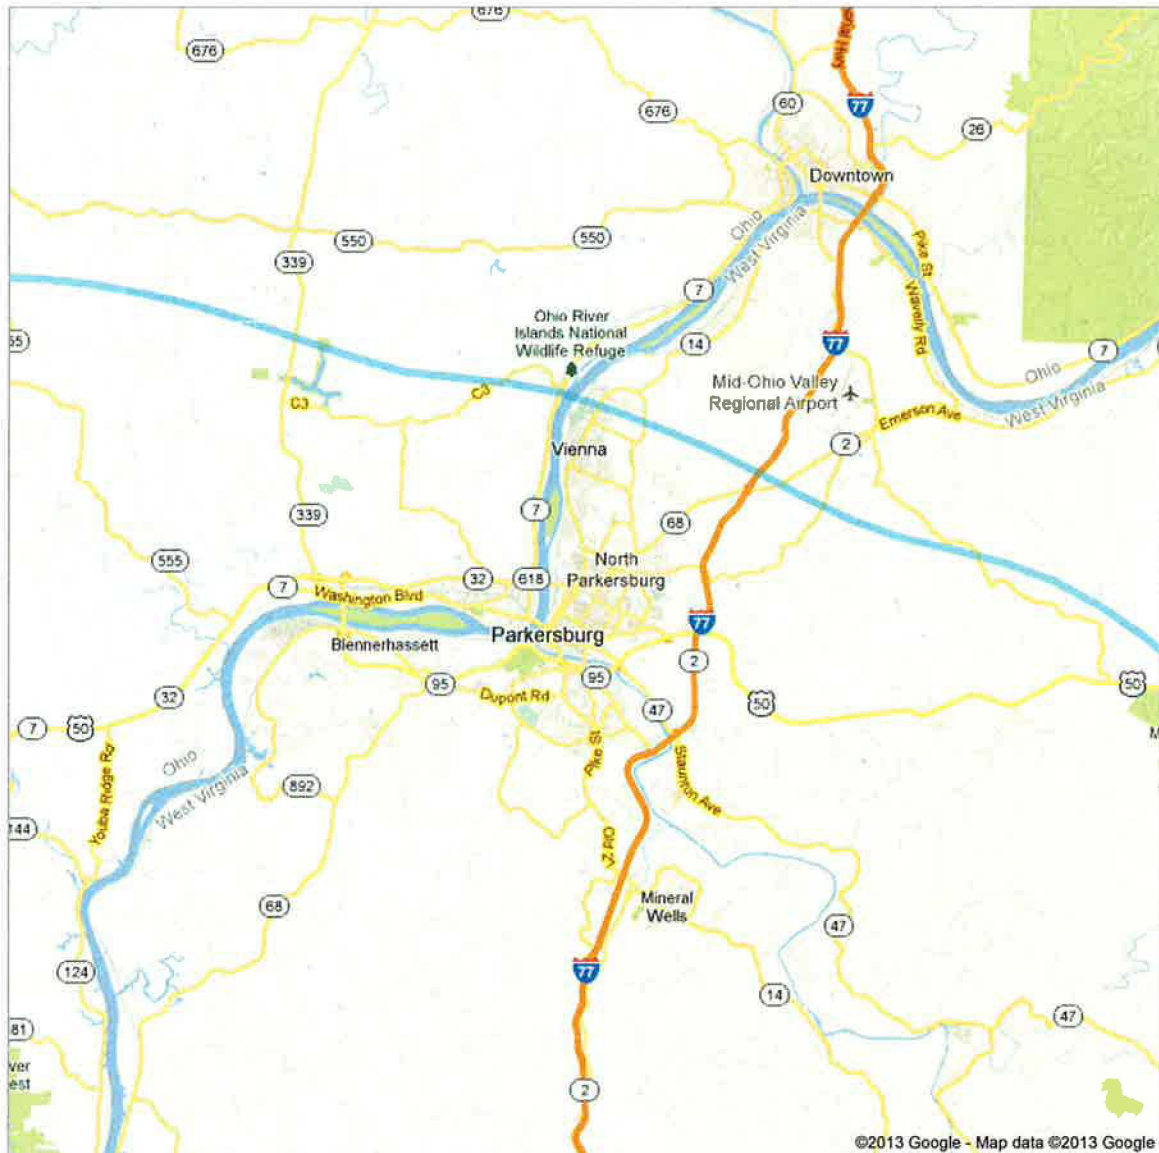 676
676
77
60
676
26
Downtown
Ohio
West Virginia
550
550
339
Pike St
7
Waverly Rd
Ohio River
Islands National
Wildlife Refuge
14
77
7
Ohio
West Virginia
Mid-Ohio Valley
Regional Airport
C3
C3
Emerson Ave
2
Vienna
7
339
68
North
Parkersburg
555
7
32
618
Washington Blvd
77
Parkersburg
Blennerhassett
2
95
95
50
50
32
Dupont Rd
47
7
50
Pike St
Ohio
West Virginia
Staunton Ave
Youba Ridge Rd
892
Old 21
68
Mineral
Wells
47
124
77
14
47
2
©2013 Google - Map data ©2013 Google